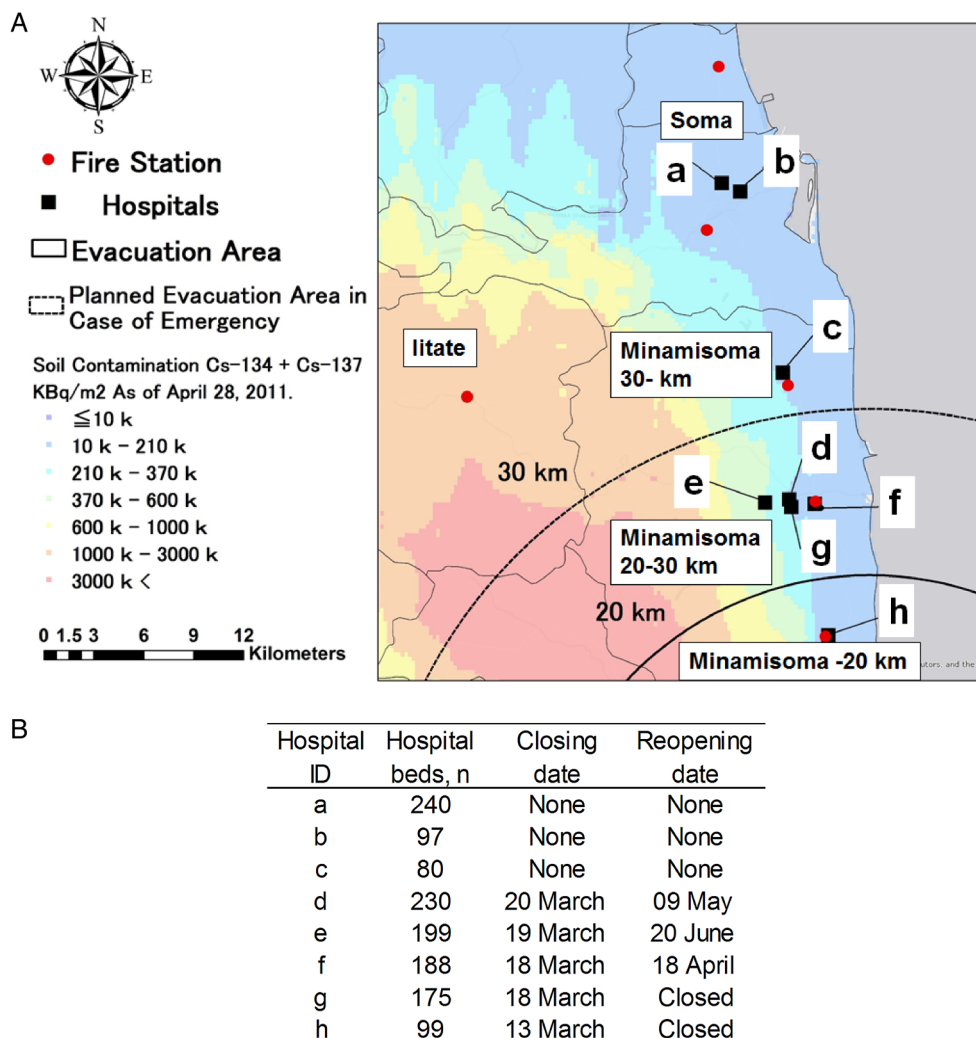 A
N
W E
S
Fire Station
Hospitals
Evacuation Area
Planned Evacuation Area in
Case of Emergency
Soil Contamination Cs-134 + Cs-137
KBq/m2 As of April 28, 2011.
≦10 k
10 k - 210 k
210 k - 370 k
370 k - 600 k
600 k - 1000 k
1000 k - 3000 k
3000 k <
0 1.5 3 6 9 12
Kilometers
Soma
a
b
c
Iitate
Minamisoma
30- km
30 km
d
e
f
g
Minamisoma
20-30 km
20 km
h
Minamisoma -20 km
utors, and the
B
Hospital Hospital Closing Reopening
ID beds, n date date
a 240 None None
b 97 None None
c 80 None None
d 230 20 March 09 May
e 199 19 March 20 June
f 188 18 March 18 April
g 175 18 March Closed
h 99 13 March Closed